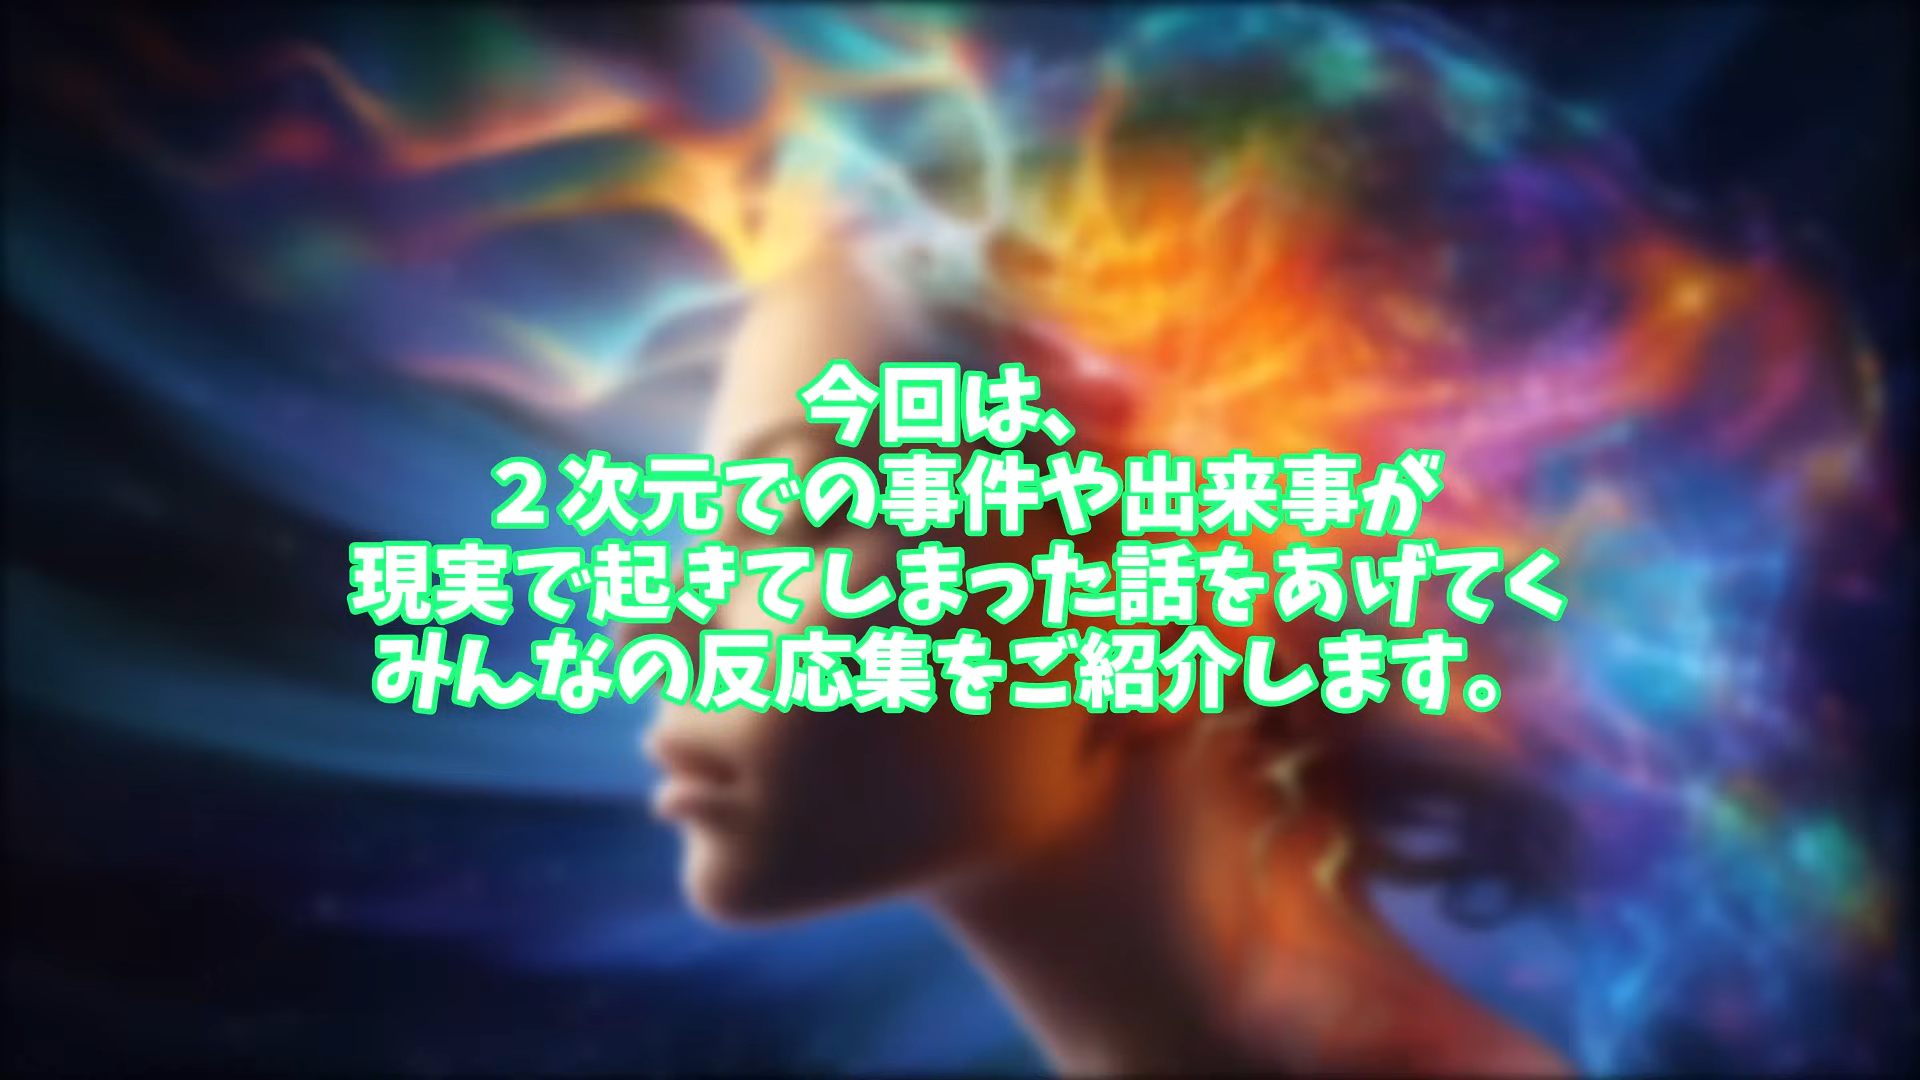 今回は、
２次元での事件や出来事が
現実で起きてしまった話をあげてく
みんなの反応集をご紹介します。